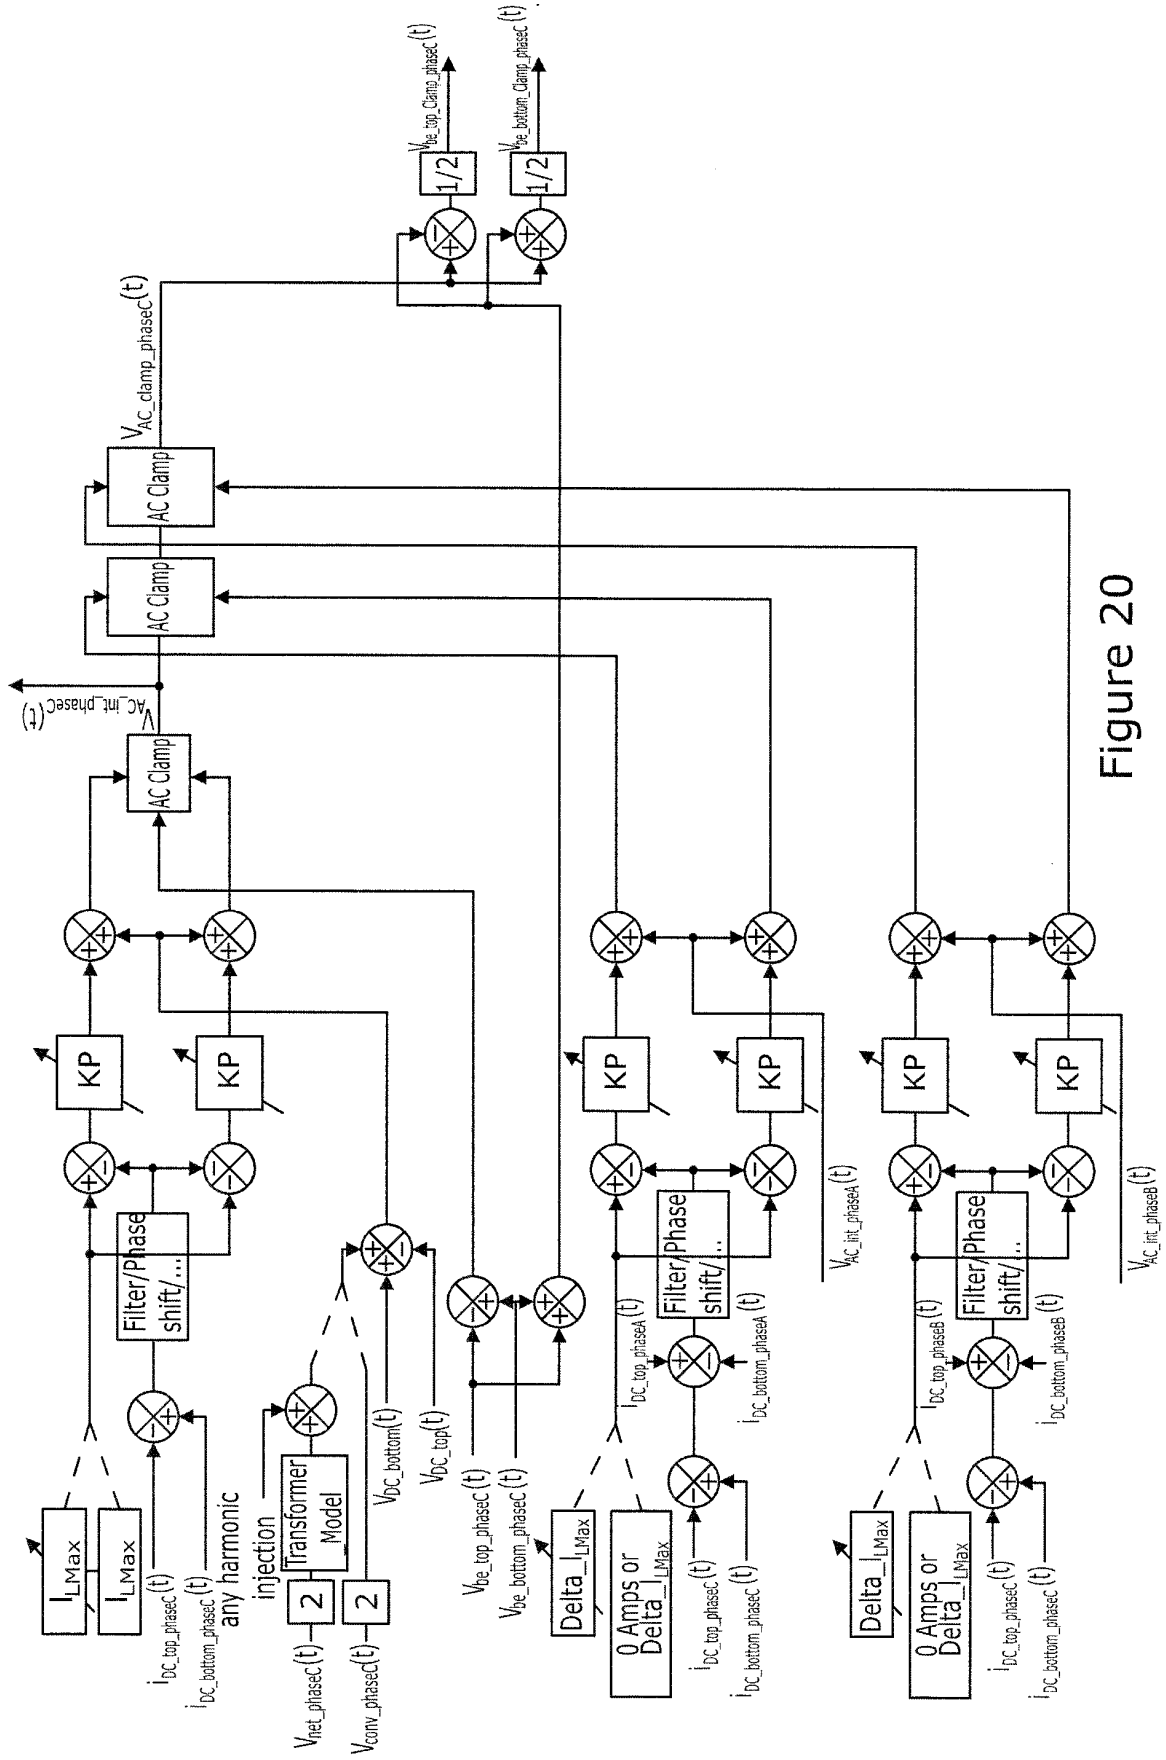 I_LMax
I_LMax
i_DC_top_phaseC(t)
i_DC_bottom_phaseC(t)
any harmonic
injection
V_net_phaseC(t)
V_conv_phaseC(t)
2
2
Transformer
_Model
V_DC_bottom(t)
V_DC_top(t)
Filter/Phase
shift/...
KP
KP
AC Clamp
V_AC_int_phaseC(t)
AC Clamp
AC Clamp
V_AC_clamp_phaseC(t)
1/2
V_be_top_Clamp_phaseC(t)
1/2
V_be_bottom_Clamp_phaseC(t)
V_be_top_phaseC(t)
V_be_bottom_phaseC(t)
Delta_I_LMax
0 Amps or
Delta_I_LMax
i_DC_top_phaseC(t)
i_DC_bottom_phaseC(t)
i_DC_top_phaseA(t)
i_DC_bottom_phaseA(t)
Filter/Phase
shift/...
KP
KP
V_AC_int_phaseA(t)
Delta_I_LMax
0 Amps or
Delta_I_LMax
i_DC_top_phaseC(t)
i_DC_bottom_phaseC(t)
i_DC_top_phaseB(t)
i_DC_bottom_phaseB(t)
Filter/Phase
shift/...
KP
KP
V_AC_int_phaseB(t)
Figure 20